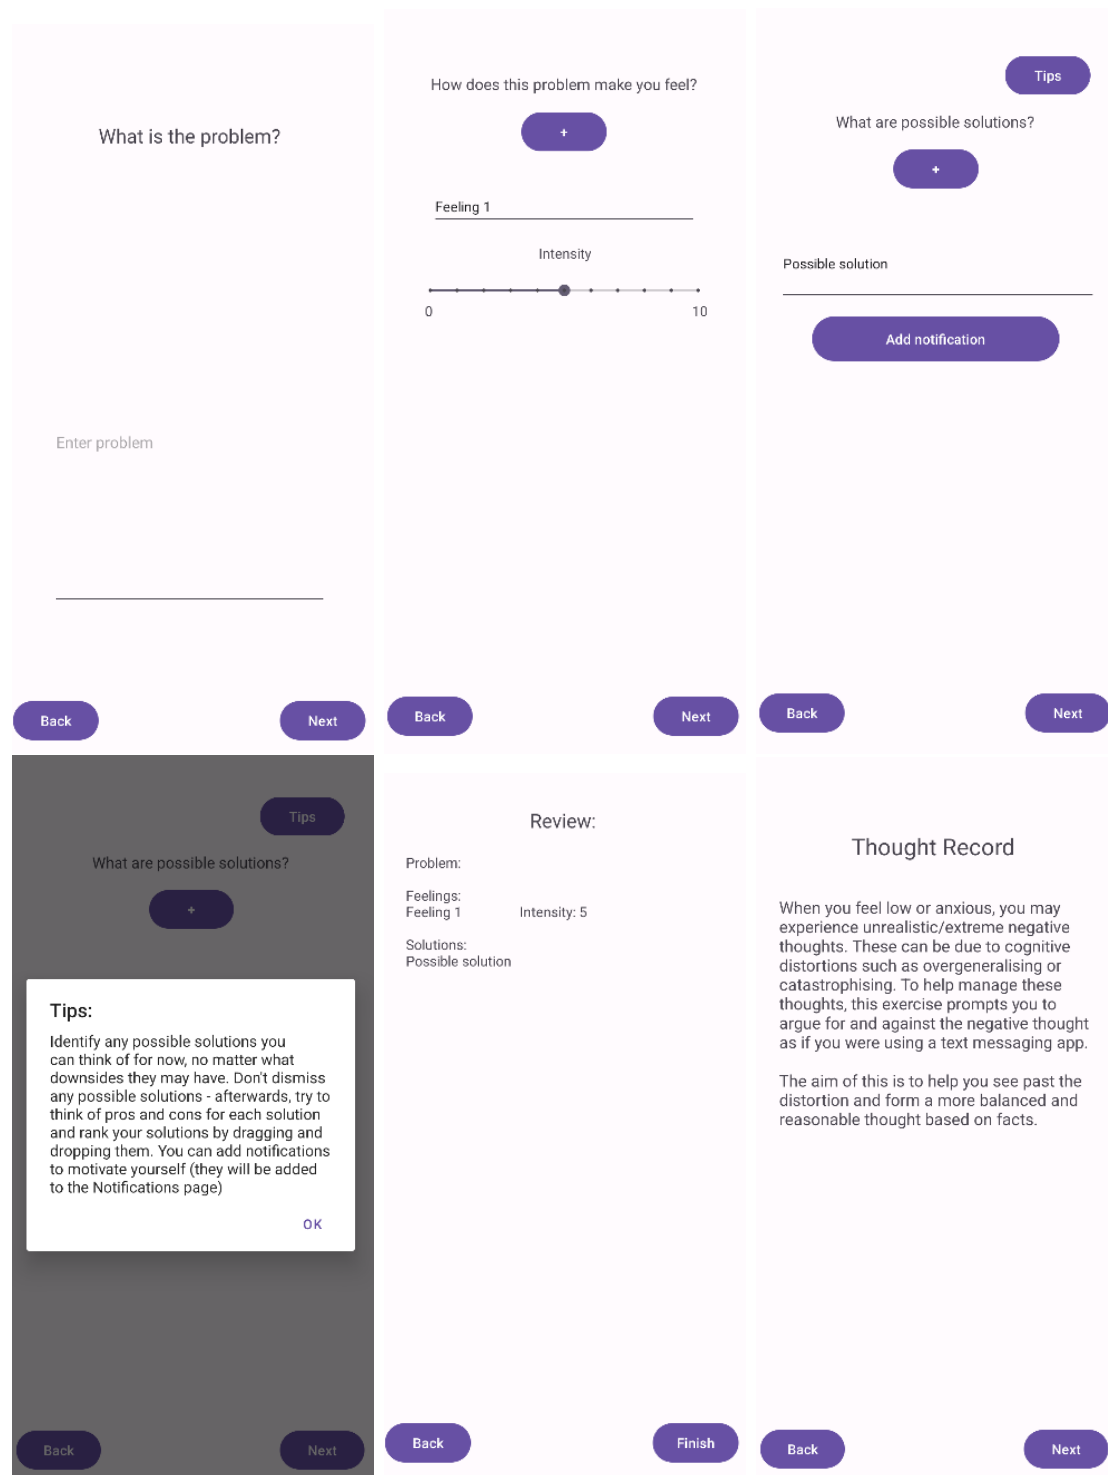 What is the problem?
Enter problem
Back
Next
How does this problem make you feel?
+
Feeling 1
Intensity
0
10
Back
Next
Tips
What are possible solutions?
+
Possible solution
Add notification
Back
Next
Tips
What are possible solutions?
+
Tips:
Identify any possible solutions you
can think of for now, no matter what
downsides they may have. Don't dismiss
any possible solutions - afterwards, try to
think of pros and cons for each solution
and rank your solutions by dragging and
dropping them. You can add notifications
to motivate yourself (they will be added
to the Notifications page)
OK
Back
Next
Review:
Problem:
Feelings:
Feeling 1 Intensity: 5
Solutions:
Possible solution
Back
Finish
Thought Record
When you feel low or anxious, you may
experience unrealistic/extreme negative
thoughts. These can be due to cognitive
distortions such as overgeneralising or
catastrophising. To help manage these
thoughts, this exercise prompts you to
argue for and against the negative thought
as if you were using a text messaging app.
The aim of this is to help you see past the
distortion and form a more balanced and
reasonable thought based on facts.
Back
Next